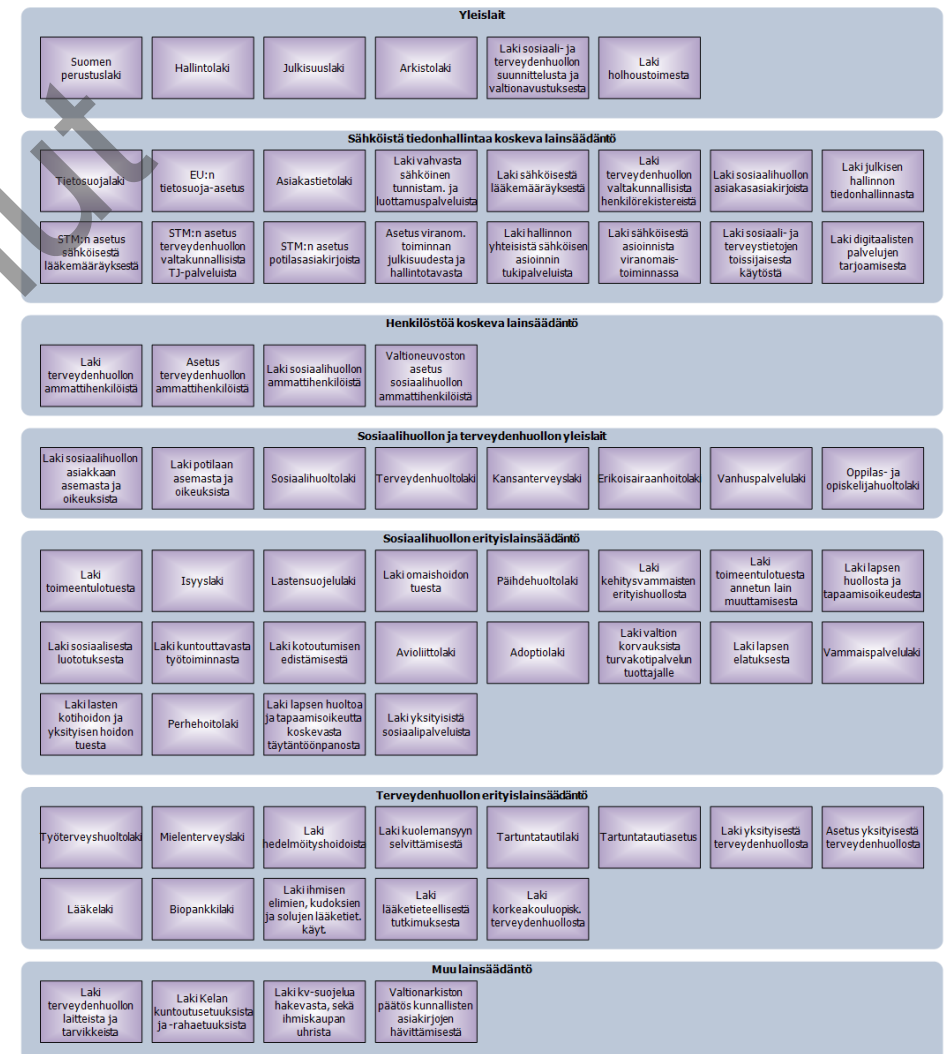 Yleislait
Suomen
perustuslaki
Hallintolaki
Julkisuuslaki
Arkistolaki
Laki sosiaali- ja
terveydenhuollon
suunnittelusta ja
valtionavustuksesta
Laki
holhoustoimesta
Sähköistä tiedonhallintaa koskeva lainsäädäntö
Tietosuojalaki
EU:n
tietosuoja-asetus
Asiakastietolaki
Laki vahvasta
sähköinen
tunnistam. ja
luottamuspalveluista
Laki sähköisestä
lääkemääräyksestä
Laki
terveydenhuollon
valtakunnallisista
henkilörekistereistä
Laki sosiaalihuollon
asiakasasiakirjoista
Laki julkisen
hallinnon
tiedonhallinnasta
STM:n asetus
sähköisestä
lääkemääräyksestä
STM:n asetus
terveydenhuollon
valtakunnallisista
TJ-palveluista
STM:n asetus
potilasasiakirjoista
Asetus viranom.
toiminnan
julkisuudesta ja
hallintotavasta
Laki hallinnon
yhteisistä sähköisen
asioinnin
tukipalveluista
Laki sähköisestä
asioinnista
viranomais-
toiminnassa
Laki sosiaali- ja
terveystietojen
toissijaisesta
käytöstä
Laki digitaalisten
palvelujen
tarjoamisesta
Henkilöstöä koskeva lainsäädäntö
Laki
terveydenhuollon
ammattihenkilöistä
Asetus
terveydenhuollon
ammattihenkilöistä
Laki sosiaalihuollon
ammattihenkilöistä
Valtioneuvoston
asetus
sosiaalihuollon
ammattihenkilöistä
Sosiaalihuollon ja terveydenhuollon yleislait
Laki sosiaalihuollon
asiakkaan
asemasta ja
oikeuksista
Laki potilaan
asemasta ja
oikeuksista
Sosiaalihuoltolaki
Terveydenhuoltolaki
Kansanterveyslaki
Erikoisairaanhoitolaki
Vanhuspalvelulaki
Oppilas- ja
opiskelijahuoltolaki
Sosiaalihuollon erityislainsäädäntö
Laki
toimeentulotuesta
Isyyslaki
Lastensuojelulaki
Laki omaishoidon
tuesta
Päihdehuoltolaki
Laki
kehitysvammaisten
erityishuollosta
Laki
toimeentulotuesta
annetun lain
muuttamisesta
Laki lapsen
huollosta ja
tapaamisoikeudesta
Laki sosiaalisesta
luototuksesta
Laki kuntouttavasta
työtoiminnasta
Laki kotoutumisen
edistämisestä
Avioliittolaki
Adoptiolaki
Laki valtion
korvauksista
turvakotipalvelun
tuottajalle
Laki lapsen
elatuksesta
Vammaispalvelulaki
Laki lasten
kotihoidon ja
yksityisen hoidon
tuesta
Perhehoitolaki
Laki lapsen huoltoa
ja tapaamisoikeutta
koskevasta
täytäntöönpanosta
Laki yksityisistä
sosiaalipalveluista
Terveydenhuollon erityislainsäädäntö
Työterveyshuoltolaki
Mielenterveyslaki
Laki
hedelmöityshoidoista
Laki kuolemansyyn
selvittämisestä
Tartuntatautilaki
Tartuntatautiasetus
Laki yksityisestä
terveydenhuollosta
Asetus yksityisestä
terveydenhuollosta
Lääkelaki
Biopankkilaki
Laki ihmisen
elimien, kudoksien
ja solujen lääketiet.
käyt.
Laki
lääketieteellisestä
tutkimuksesta
Laki
korkeakouluopisk.
terveydenhuollosta
Muu lainsäädäntö
Laki
terveydenhuollon
laitteista ja
tarvikkeista
Laki Kelan
kuntoutusetuuksista
ja -rahaetuuksista
Laki kv-suojelua
hakevasta, sekä
ihmiskaupan
uhrista
Valtionarkiston
päätös kunnallisten
asiakirjojen
hävittämisestä